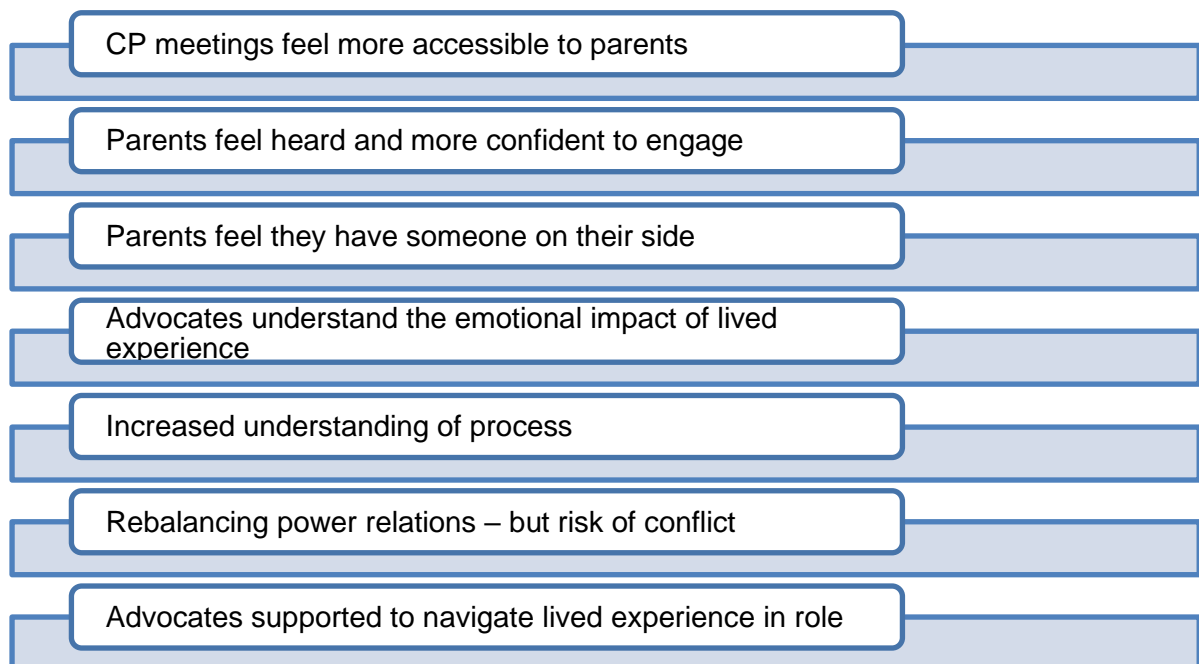 CP meetings feel more accessible to parents
Parents feel heard and more confident to engage
Parents feel they have someone on their side
Advocates understand the emotional impact of lived
experience
Increased understanding of process
Rebalancing power relations – but risk of conflict
Advocates supported to navigate lived experience in role